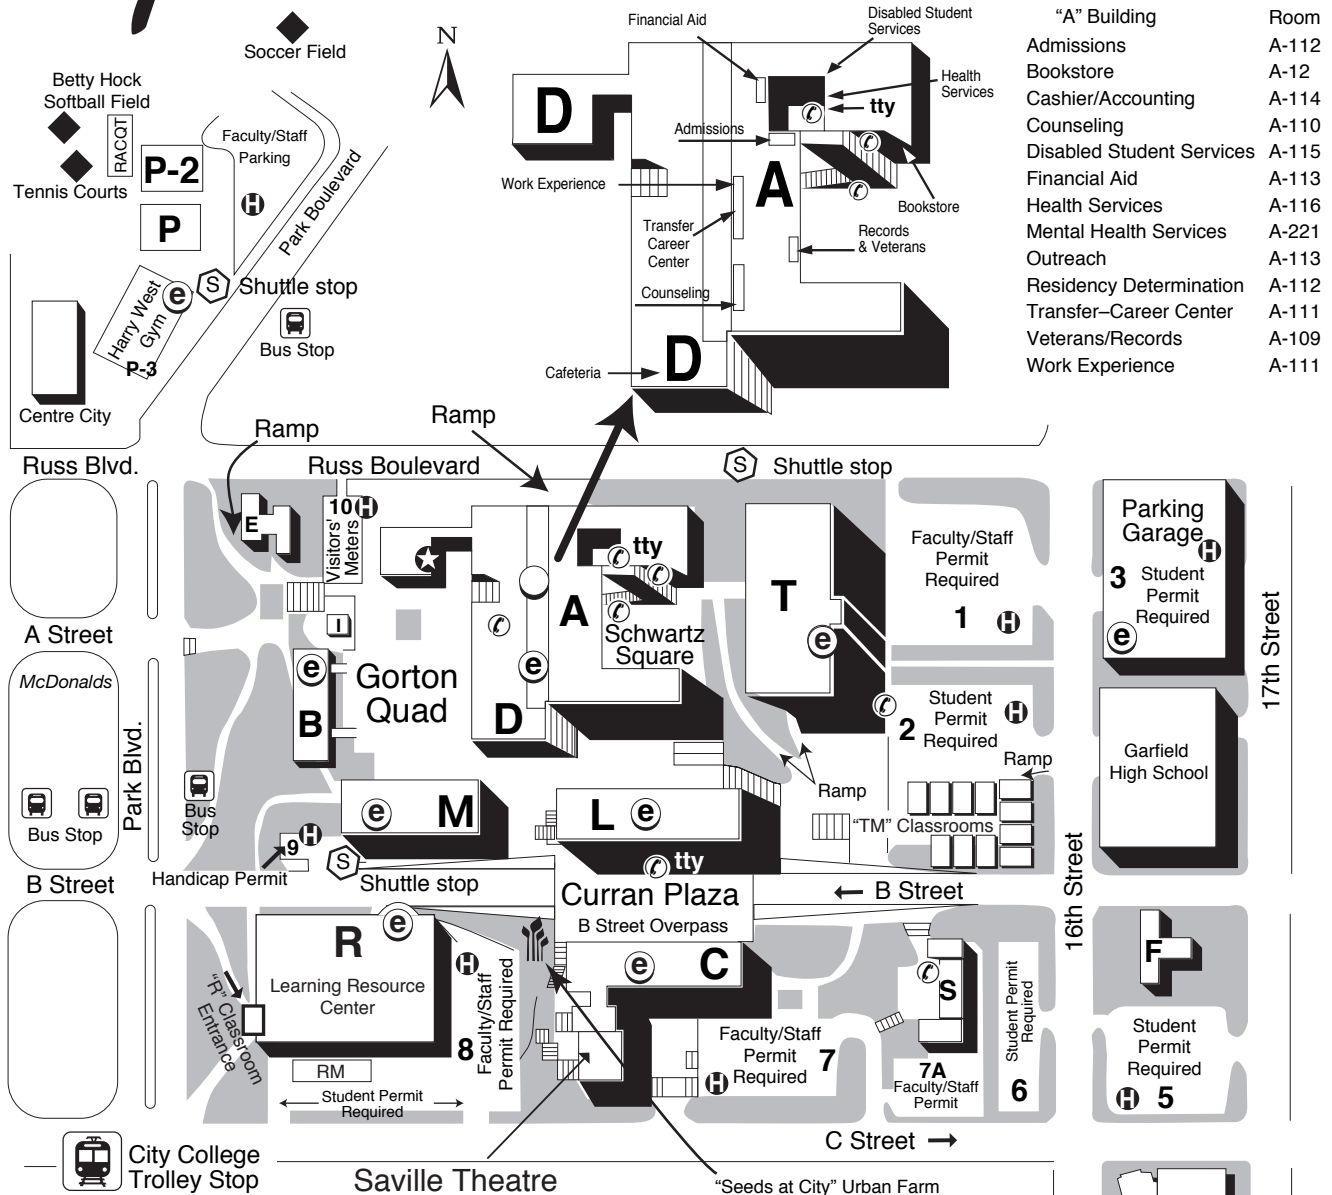 Soccer Field
N
Betty Hock
Softball Field
RACQT
Tennis Courts
P-2
P
Faculty/Staff
Parking
H
Park Boulevard
Harry West
Gym
e
P-3
S
Shuttle stop
Bus Stop
Centre City
Financial Aid
Disabled Student
Services
Health
Services
tty
D
Admissions
A
Work Experience
Bookstore
Transfer
Career
Center
Records
& Veterans
Counseling
Cafeteria
D
“A” Building Room
Admissions A-112
Bookstore A-12
Cashier/Accounting A-114
Counseling A-110
Disabled Student Services A-115
Financial Aid A-113
Health Services A-116
Mental Health Services A-221
Outreach A-113
Residency Determination A-112
Transfer–Career Center A-111
Veterans/Records A-109
Work Experience A-111
Ramp
Ramp
Russ Blvd.
Russ Boulevard
S
Shuttle stop
E
10
H
Visitors'
Meters
tty
A
Schwartz
Square
T
e
Faculty/Staff
Permit
Required
1
H
Parking
Garage
H
3
Student
Permit
Required
e
17th Street
A Street
I
McDonalds
e
B
Gorton
Quad
e
D
Student
Permit
Required
2
H
Garfield
High School
Park Blvd.
Bus Stop
Bus
Stop
Ramp
Ramp
e
M
L
e
“TM” Classrooms
9
H
Handicap Permit
S
Shuttle stop
tty
B Street
Curran Plaza
B Street Overpass
B Street
16th Street
e
R
Learning Resource
Center
“R” Classroom
Entrance
H
8
Faculty/Staff
Permit Required
e
C
S
Student Permit
Required
6
F
Faculty/Staff
Permit
Required
7
H
7A
Faculty/Staff
Permit
Student
Permit
Required
H
5
RM
Student Permit
Required
C Street
City College
Trolley Stop
Saville Theatre
“Seeds at City” Urban Farm